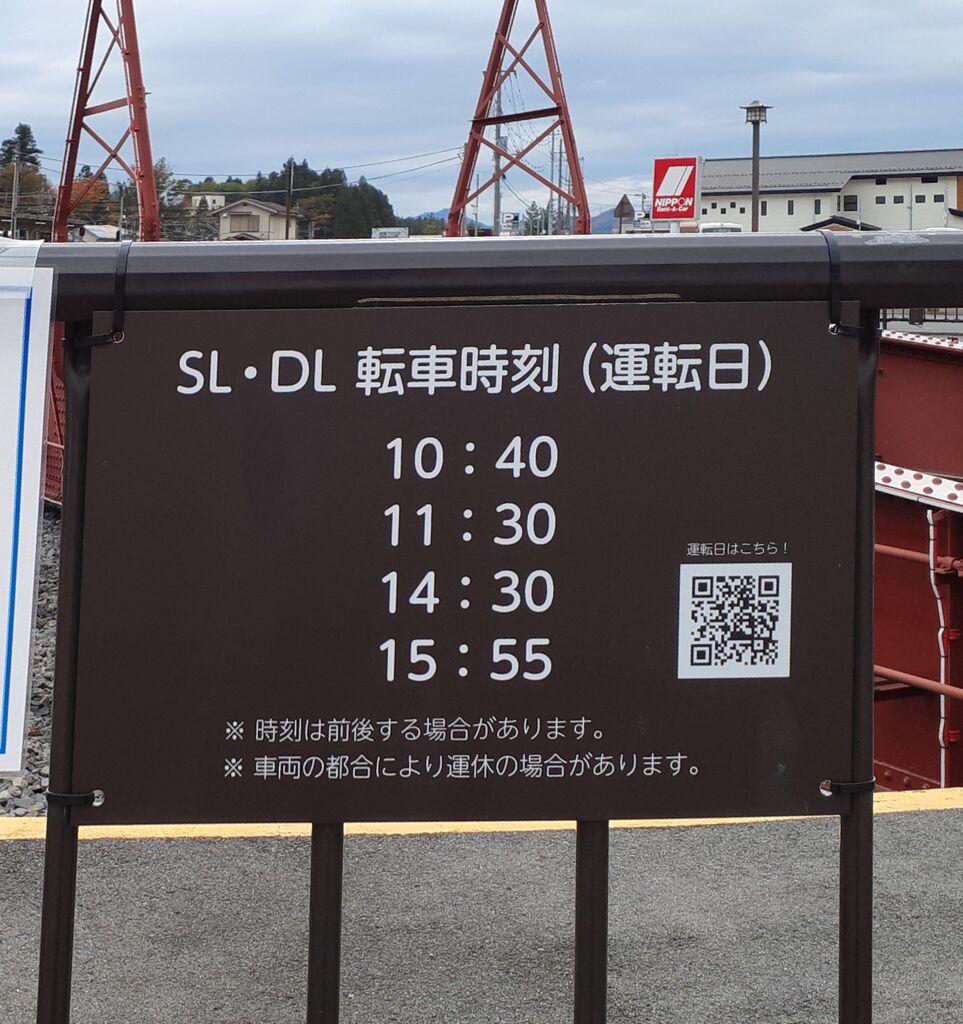 NIPPON
Rent-A-Car
SL・DL 転車時刻（運転日）
10：40
11：30
14：30
15：55
運転日はこちら！
※ 時刻は前後する場合があります。
※ 車両の都合により運休の場合があります。